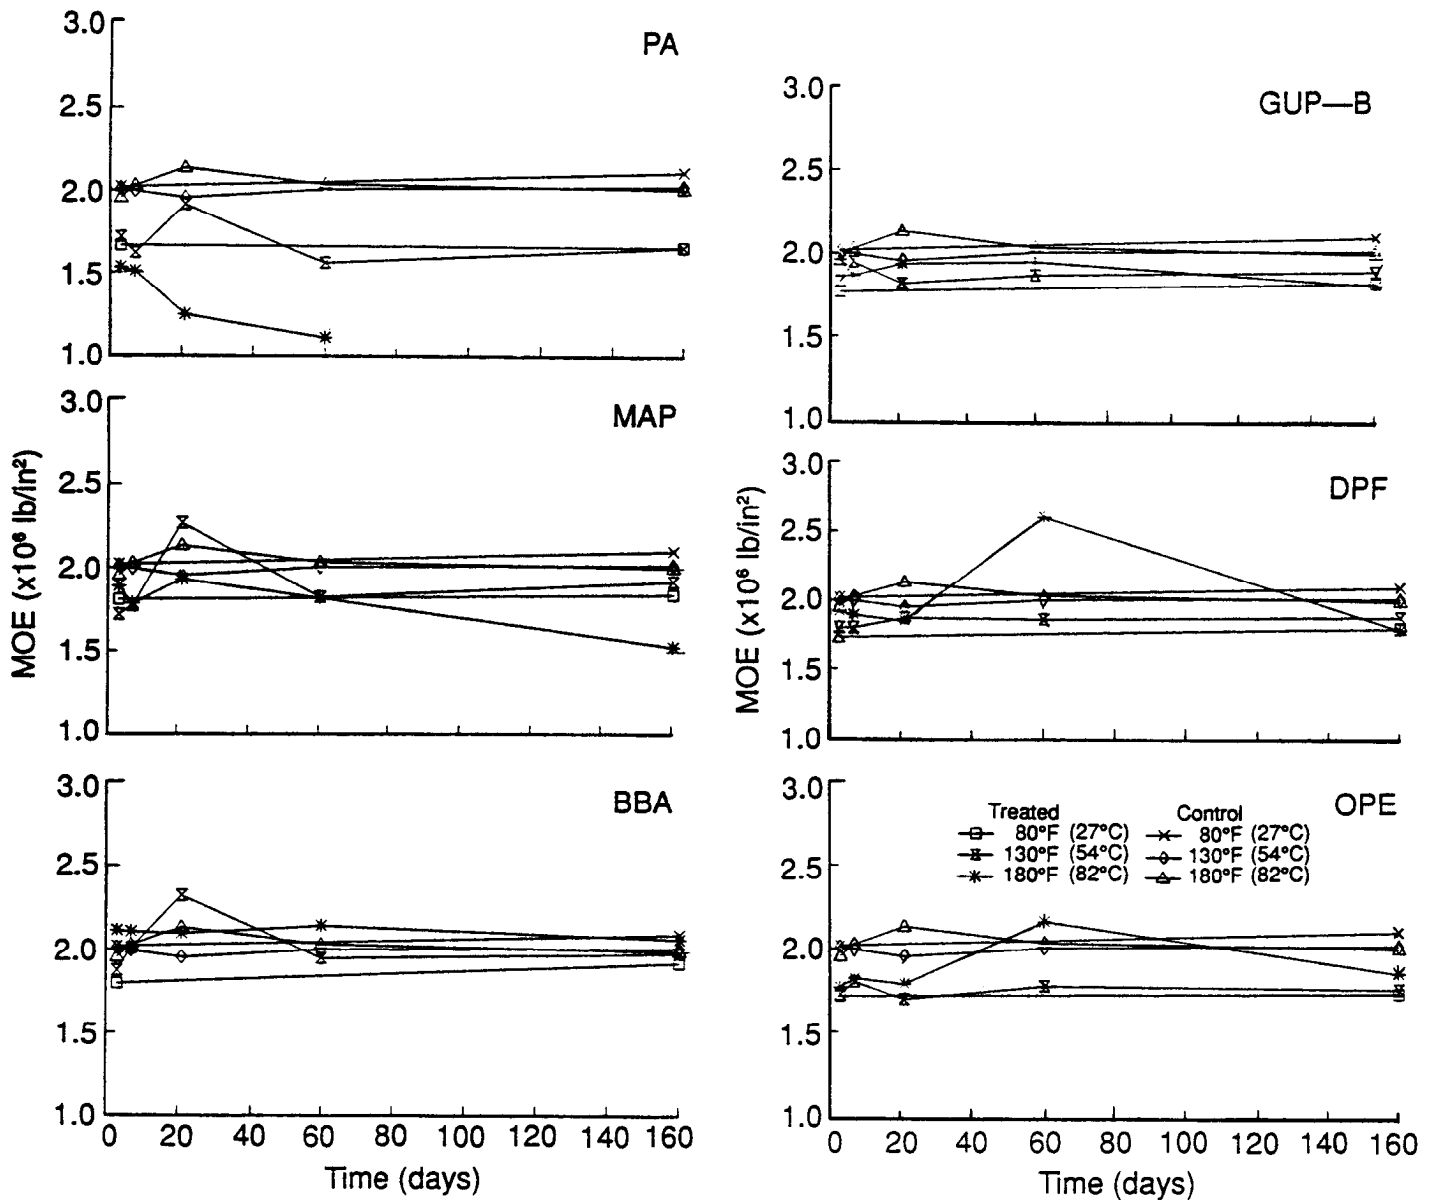 PA
3.0
2.5
2.0
1.5
1.0
MAP
3.0
2.5
2.0
1.5
1.0
MOE (x10⁶ lb/in²)
BBA
3.0
2.5
2.0
1.5
1.0
0 20 40 60 80 100 120 140 160
Time (days)
GUP—B
3.0
2.5
2.0
1.5
1.0
DPF
3.0
2.5
2.0
1.5
1.0
MOE (x10⁶ lb/in²)
OPE
3.0
2.5
2.0
1.5
1.0
Treated Control
80°F (27°C) 80°F (27°C)
130°F (54°C) 130°F (54°C)
180°F (82°C) 180°F (82°C)
0 20 40 60 80 100 120 140 160
Time (days)